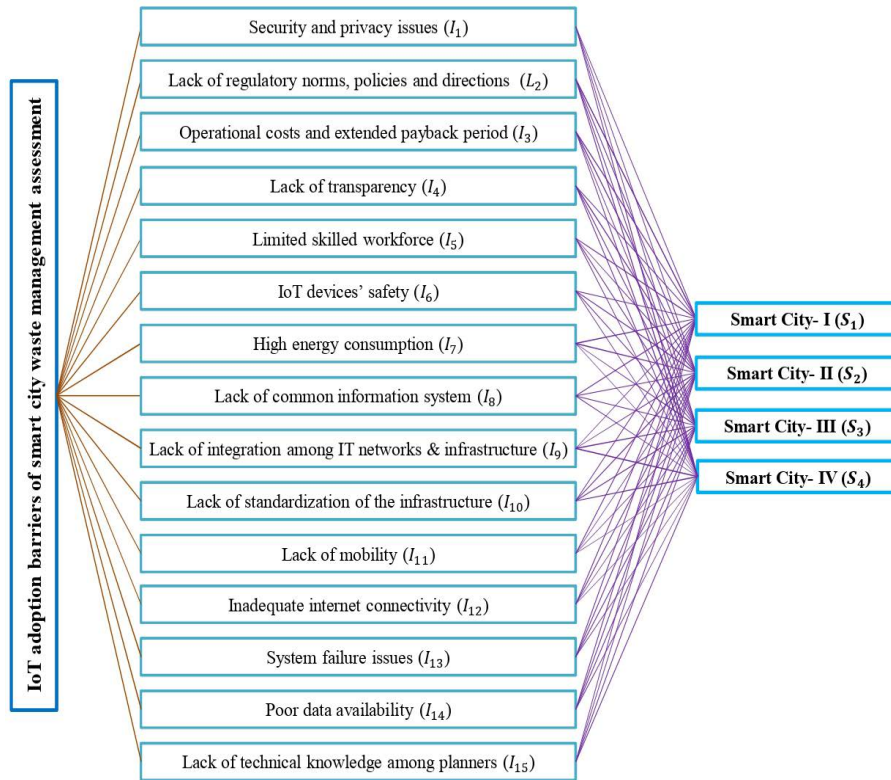 IoT adoption barriers of smart city waste management assessment
Security and privacy issues (I₁)
Lack of regulatory norms, policies and directions (L₂)
Operational costs and extended payback period (I₃)
Lack of transparency (I₄)
Limited skilled workforce (I₅)
IoT devices’ safety (I₆)
High energy consumption (I₇)
Lack of common information system (I₈)
Lack of integration among IT networks & infrastructure (I₉)
Lack of standardization of the infrastructure (I₁₀)
Lack of mobility (I₁₁)
Inadequate internet connectivity (I₁₂)
System failure issues (I₁₃)
Poor data availability (I₁₄)
Lack of technical knowledge among planners (I₁₅)
Smart City- I (S₁)
Smart City- II (S₂)
Smart City- III (S₃)
Smart City- IV (S₄)